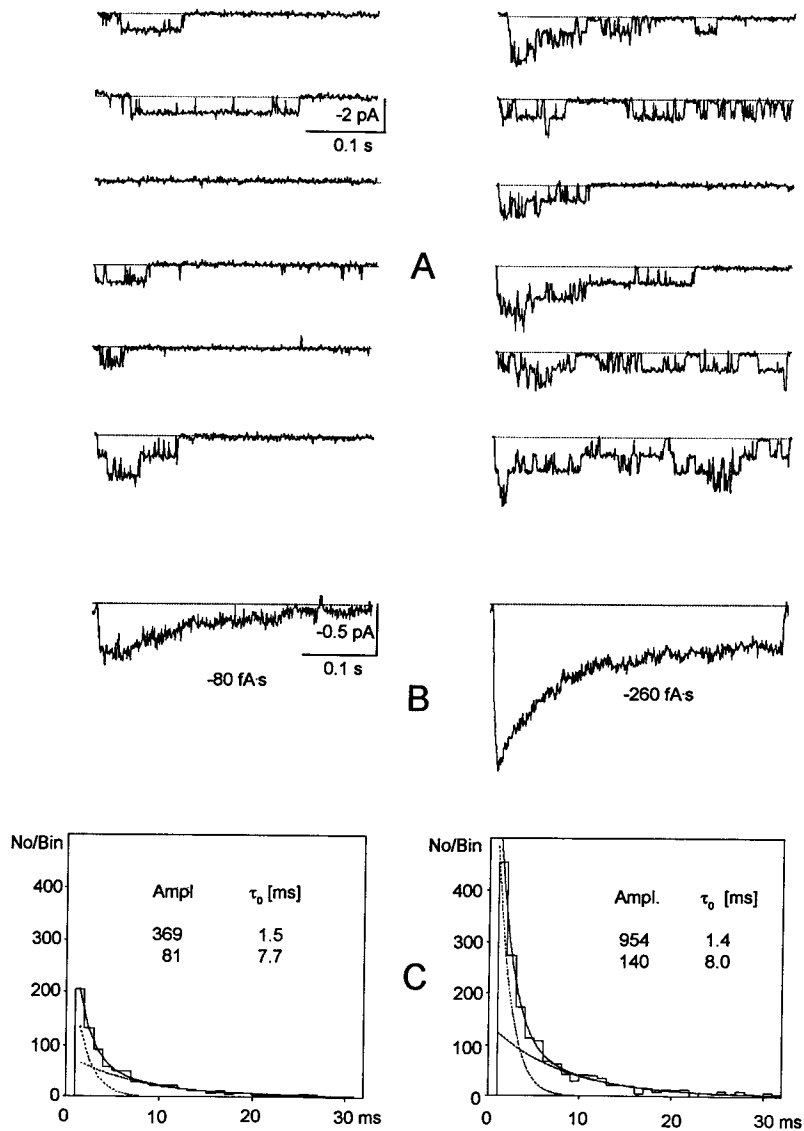 -2 pA
0.1 s
A
-0.5 pA
0.1 s
-80 fA·s
B
-260 fA·s
No/Bin
400
300
200
100
0
Ampl τ₀ [ms]
369 1.5
81 7.7
0 10 20 30 ms
C
No/Bin
400
300
200
100
0
Ampl. τ₀ [ms]
954 1.4
140 8.0
0 10 20 30 ms